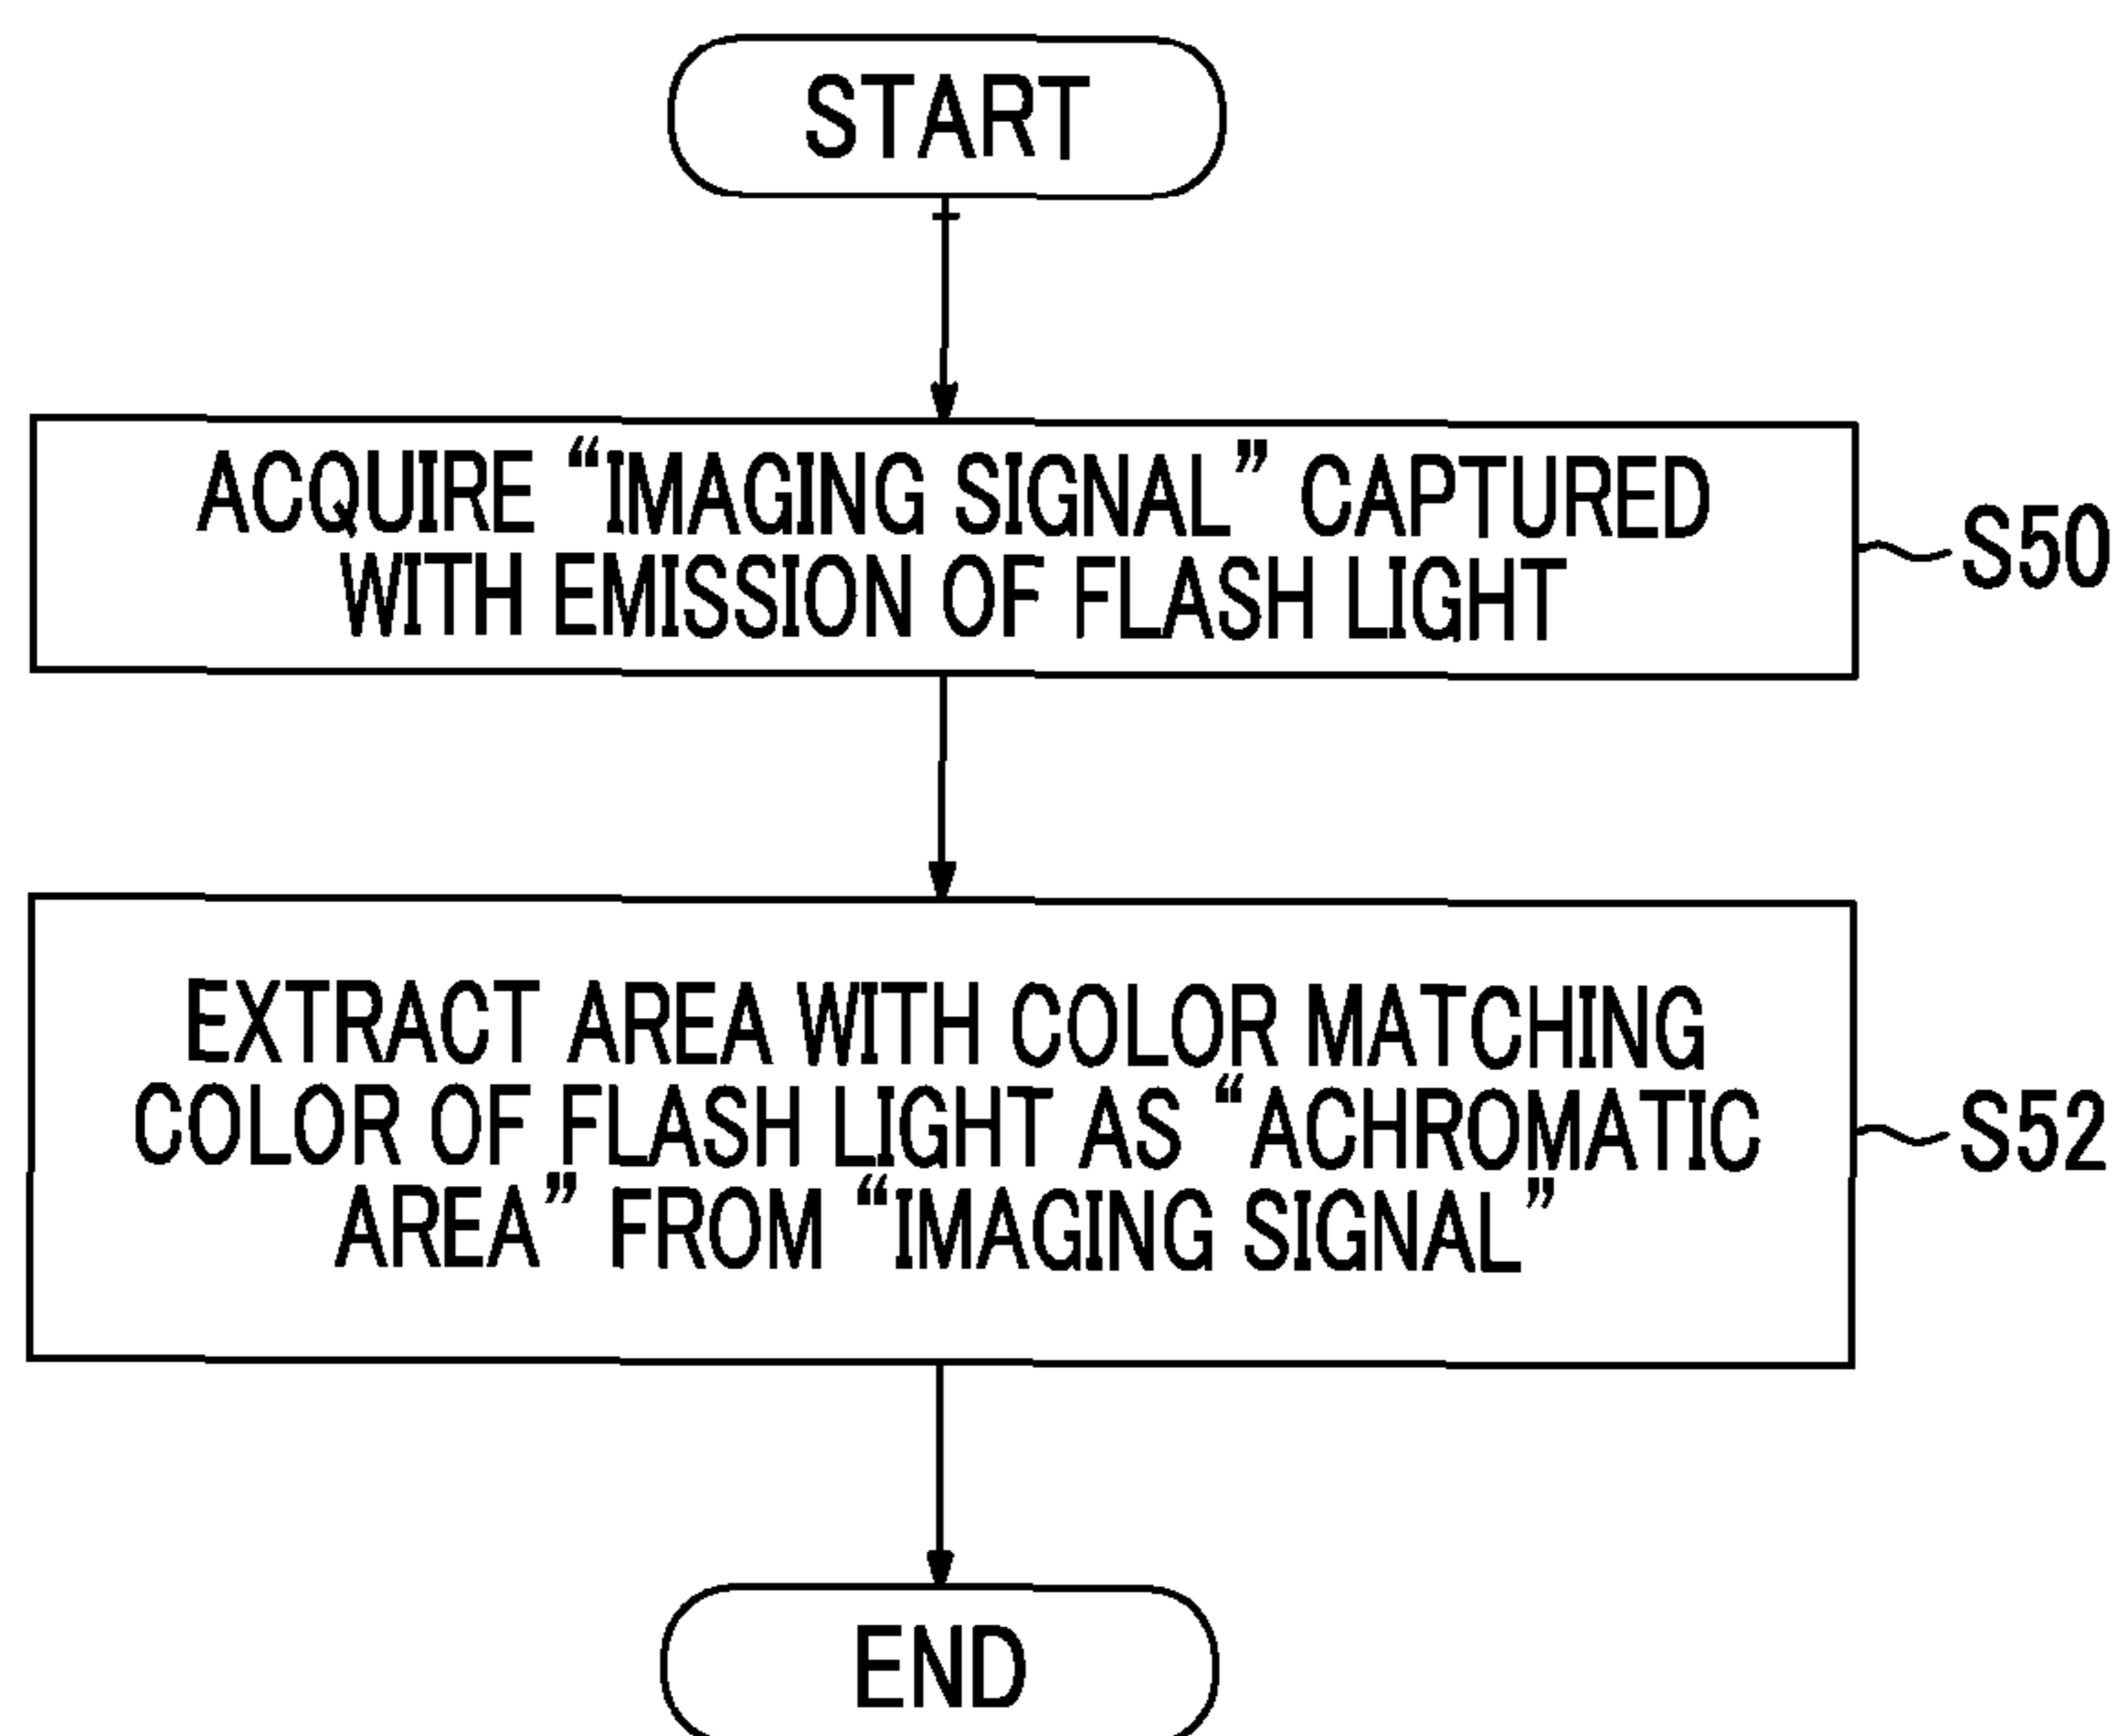 START
ACQUIRE “IMAGING SIGNAL” CAPTURED
WITH EMISSION OF FLASH LIGHT
S50
EXTRACT AREA WITH COLOR MATCHING
COLOR OF FLASH LIGHT AS “ACHROMATIC
AREA” FROM “IMAGING SIGNAL”
S52
END